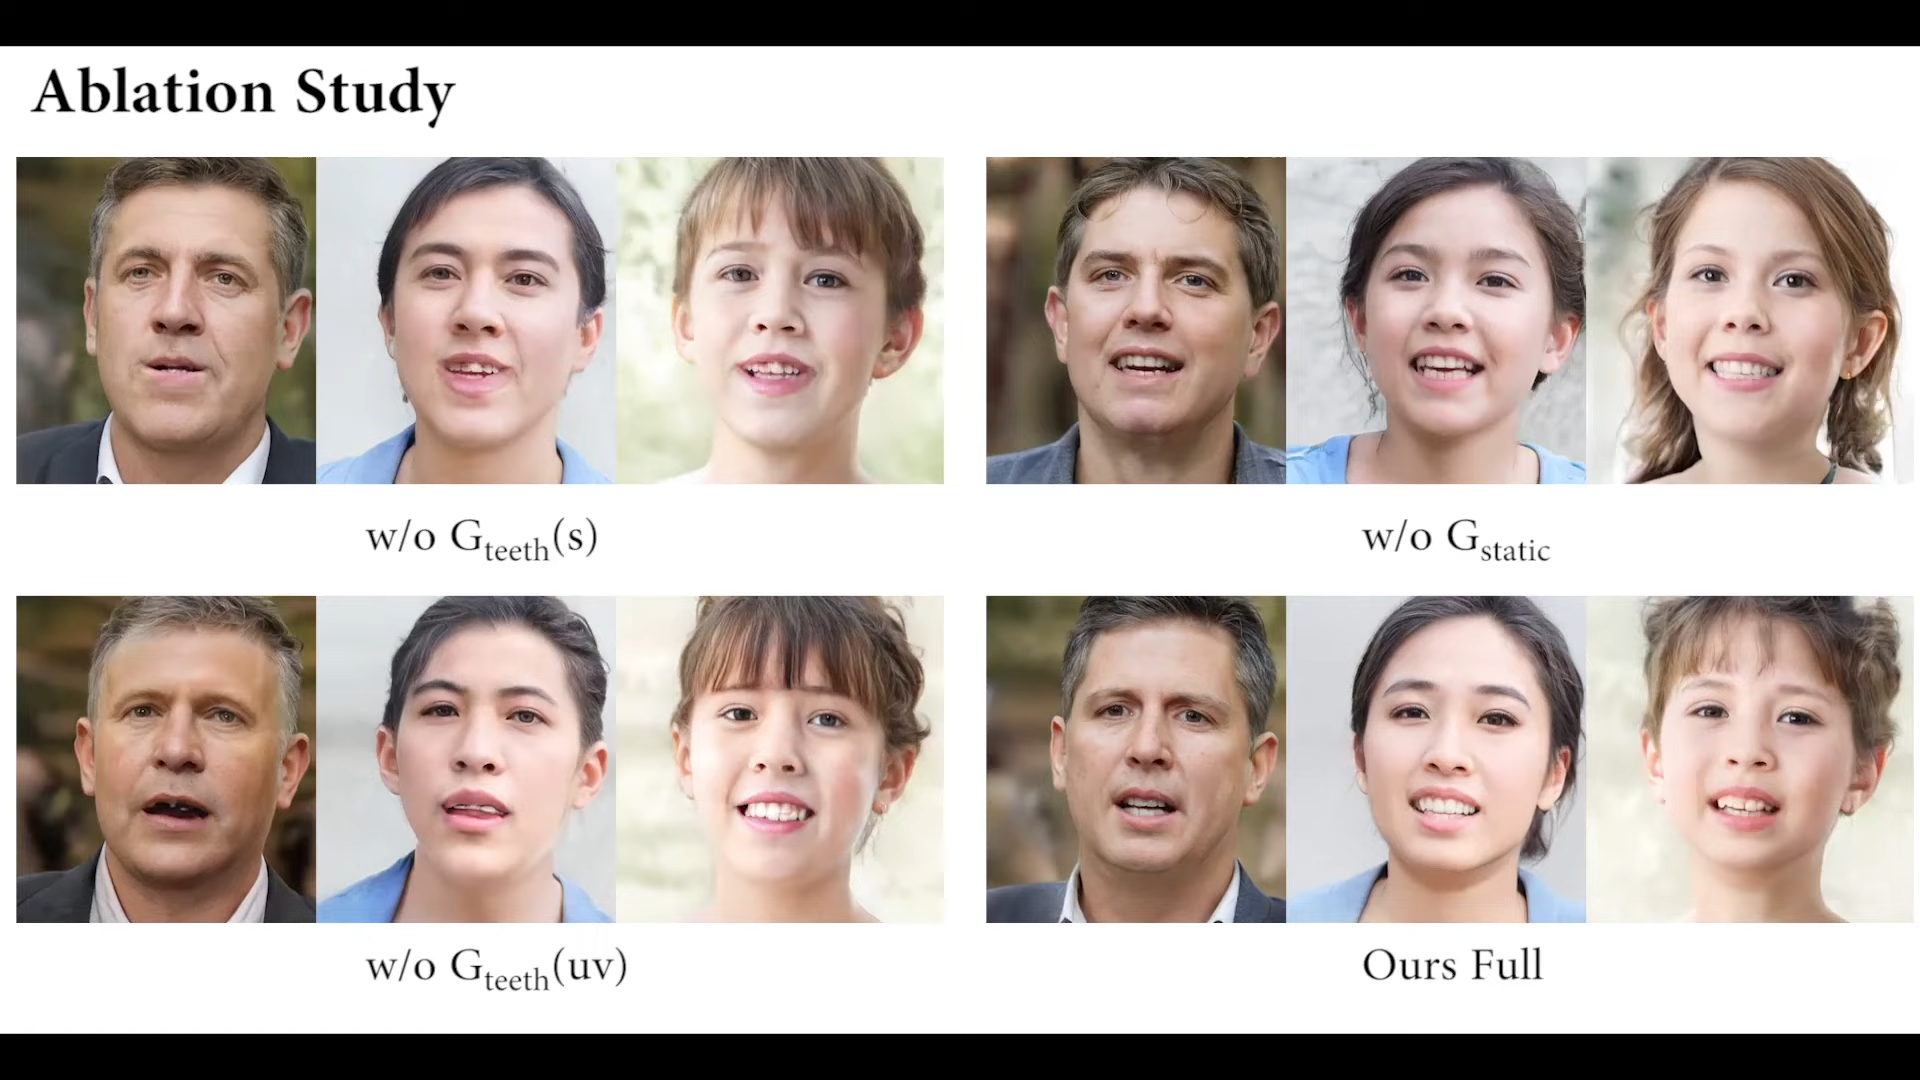 Ablation Study
w/o G_teeth(s)
w/o G_static
w/o G_teeth(uv)
Ours Full